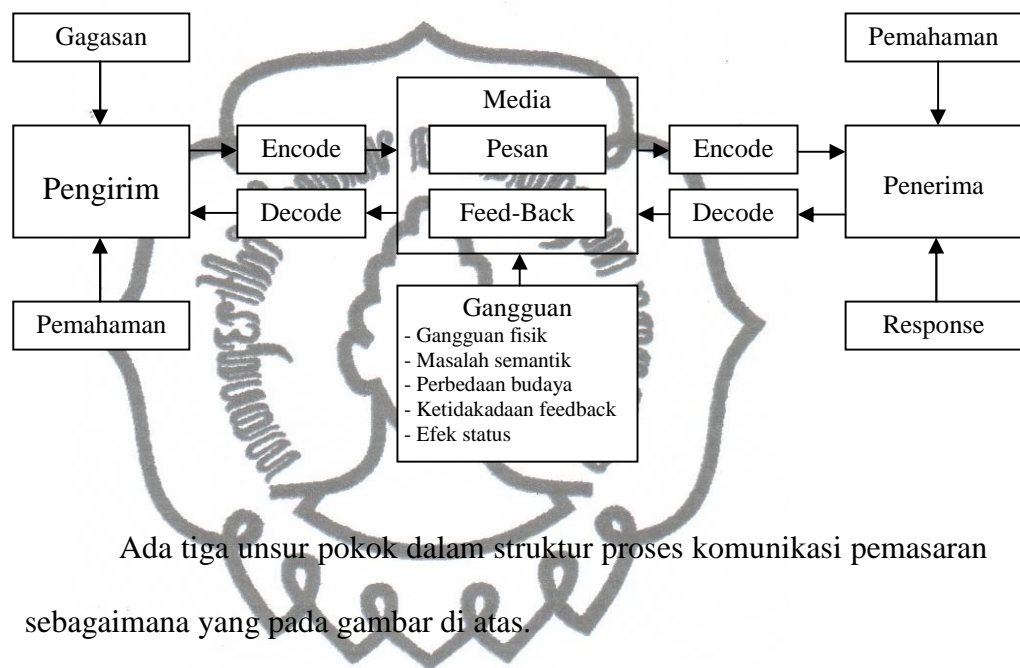 Gagasan
Pemahaman
Media
Pengirim
Encode
Pesan
Encode
Penerima
Decode
Feed-Back
Decode
Pemahaman
Gangguan
- Gangguan fisik
- Masalah semantik
- Perbedaan budaya
- Ketidakadaan feedback
- Efek status
Response
Ada tiga unsur pokok dalam struktur proses komunikasi pemasaran
sebagaimana yang pada gambar di atas.